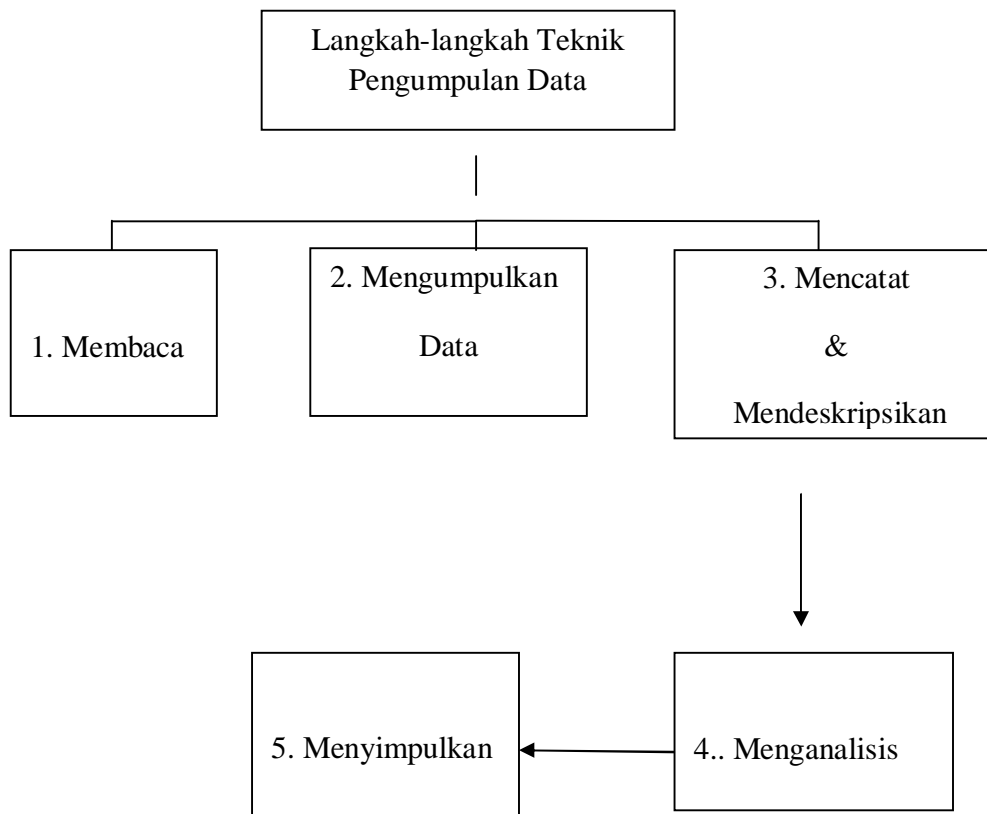 Langkah-langkah Teknik
Pengumpulan Data
1. Membaca
2. Mengumpulkan
Data
3. Mencatat
&
Mendeskripsikan
5. Menyimpulkan
4.. Menganalisis